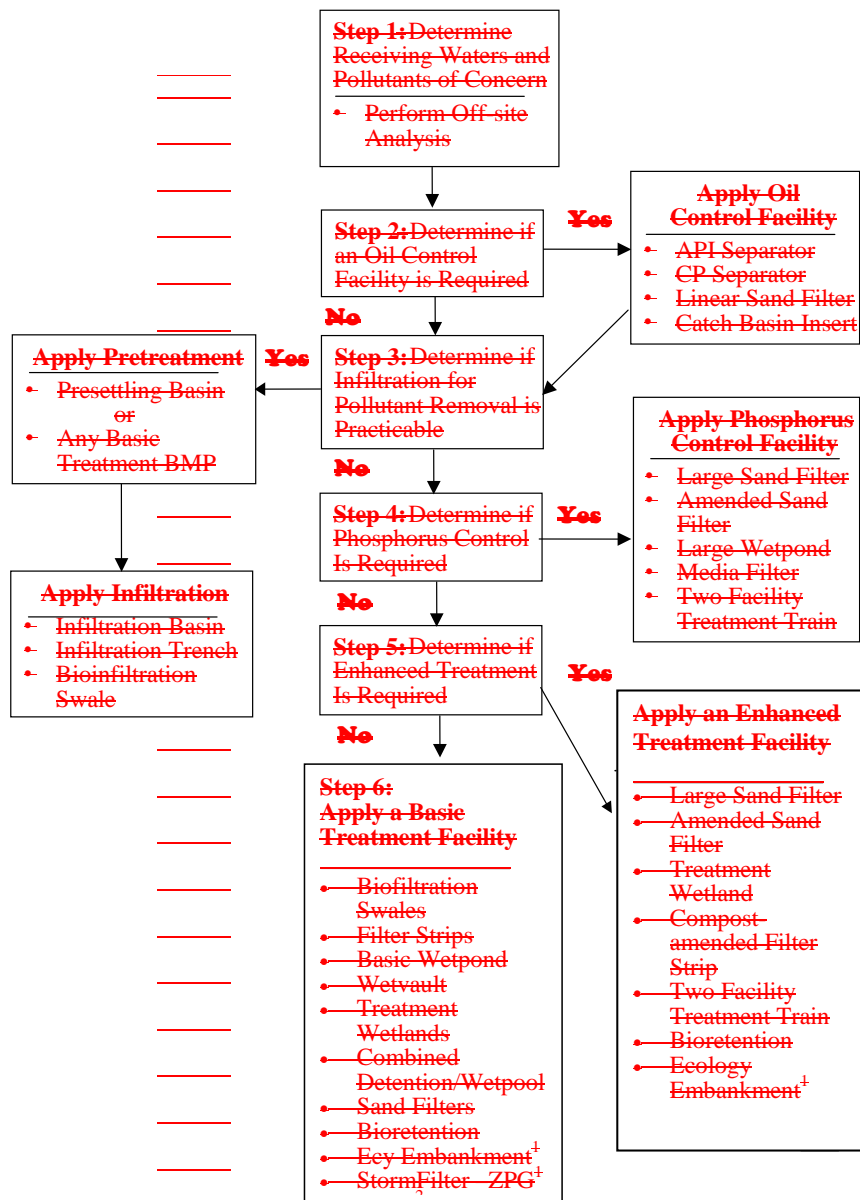 Step 1: Determine
Receiving Waters and
Pollutants of Concern
• Perform Off-site
Analysis
Step 2: Determine if
an Oil Control
Facility is Required
Yes
Apply Oil
Control Facility
• API Separator
• CP Separator
• Linear Sand Filter
• Catch Basin Insert
No
Step 3: Determine if
Infiltration for
Pollutant Removal is
Practicable
Yes
Apply Pretreatment
• Presettling Basin
or
• Any Basic
Treatment BMP
Apply Infiltration
• Infiltration Basin
• Infiltration Trench
• Bioinfiltration
Swale
No
Step 4: Determine if
Phosphorus Control
Is Required
Yes
Apply Phosphorus
Control Facility
• Large Sand Filter
• Amended Sand
Filter
• Large Wetpond
• Media Filter
• Two Facility
Treatment Train
No
Step 5: Determine if
Enhanced Treatment
Is Required
Yes
Apply an Enhanced
Treatment Facility
• Large Sand Filter
• Amended Sand
Filter
• Treatment
Wetland
• Compost-
amended Filter
Strip
• Two Facility
Treatment Train
• Bioretention
• Ecology
Embankment¹
No
Step 6:
Apply a Basic
Treatment Facility
• Biofiltration
Swales
• Filter Strips
• Basic Wetpond
• Wetvault
• Treatment
Wetlands
• Combined
Detention/Wetpool
• Sand Filters
• Bioretention
• Ecy Embankment¹
• StormFilter - ZPG¹